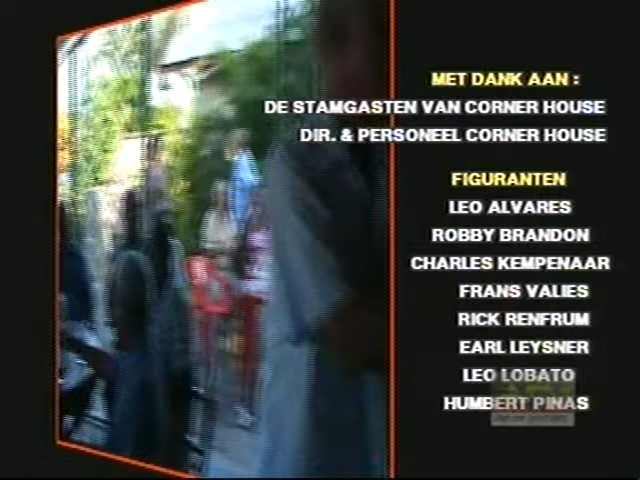 MET DANK AAN :
DE STAMGASTEN VAN CORNER HOUSE
DIR. & PERSONEEL CORNER HOUSE
FIGURANTEN
LEO ALVARES
ROBBY BRANDON
CHARLES KEMPENAAR
FRANS VALIES
RICK RENFRUM
EARL LEYSNER
LEO LOBATO
HUMBERT PINAS